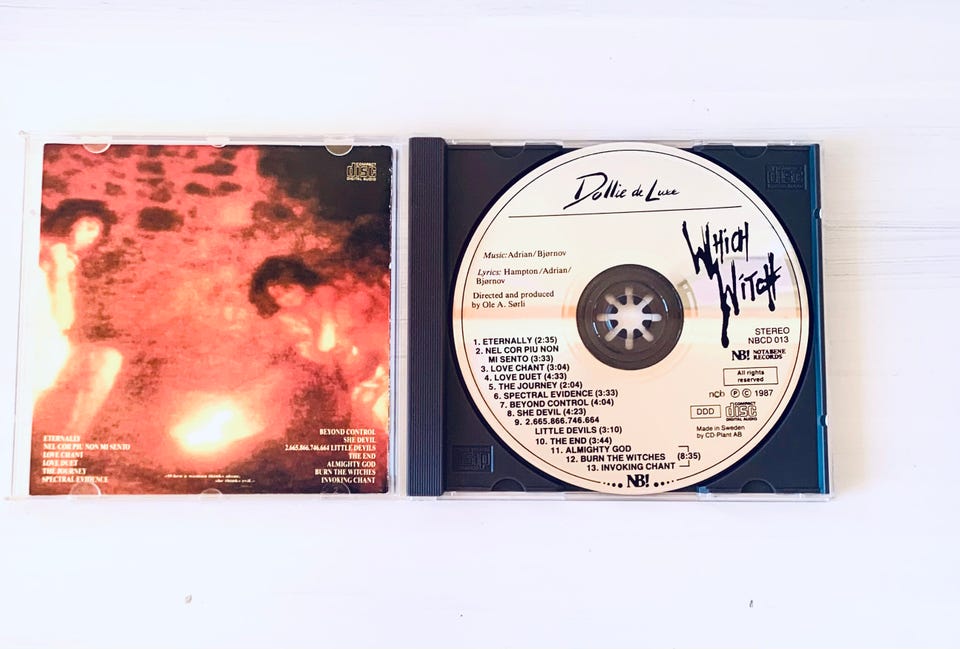 COMPACT
disc
DIGITAL AUDIO
ETERNALLY
NEL COR PIU NON MI SENTO
LOVE CHANT
LOVE DUET
THE JOURNEY
SPECTRAL EVIDENCE
BEYOND CONTROL
SHE DEVIL
2.665.866.746.664 LITTLE DEVILS
THE END
ALMIGHTY GOD
BURN THE WITCHES
INVOKING CHANT
«When a woman thinks alone,
she thinks evil.»
Dollie de Luxe
WHICH
WITCH
Music: Adrian/Bjørnov
Lyrics: Hampton/Adrian/
Bjørnov
Directed and produced
by Ole A. Sørli
1. ETERNALLY (2:35)
2. NEL COR PIU NON
MI SENTO (3:33)
3. LOVE CHANT (3:04)
4. LOVE DUET (4:33)
5. THE JOURNEY (2:04)
6. SPECTRAL EVIDENCE (3:33)
7. BEYOND CONTROL (4:04)
8. SHE DEVIL (4:23)
9. 2.665.866.746.664
LITTLE DEVILS (3:10)
10. THE END (3:44)
11. ALMIGHTY GOD
12. BURN THE WITCHES (8:35)
13. INVOKING CHANT
STEREO
NBCD 013
NB! NOTABENE
RECORDS
All rights
reserved
ncb Ⓟ © 1987
DDD COMPACT disc DIGITAL AUDIO
Made in Sweden
by CD-Plant AB
NB!